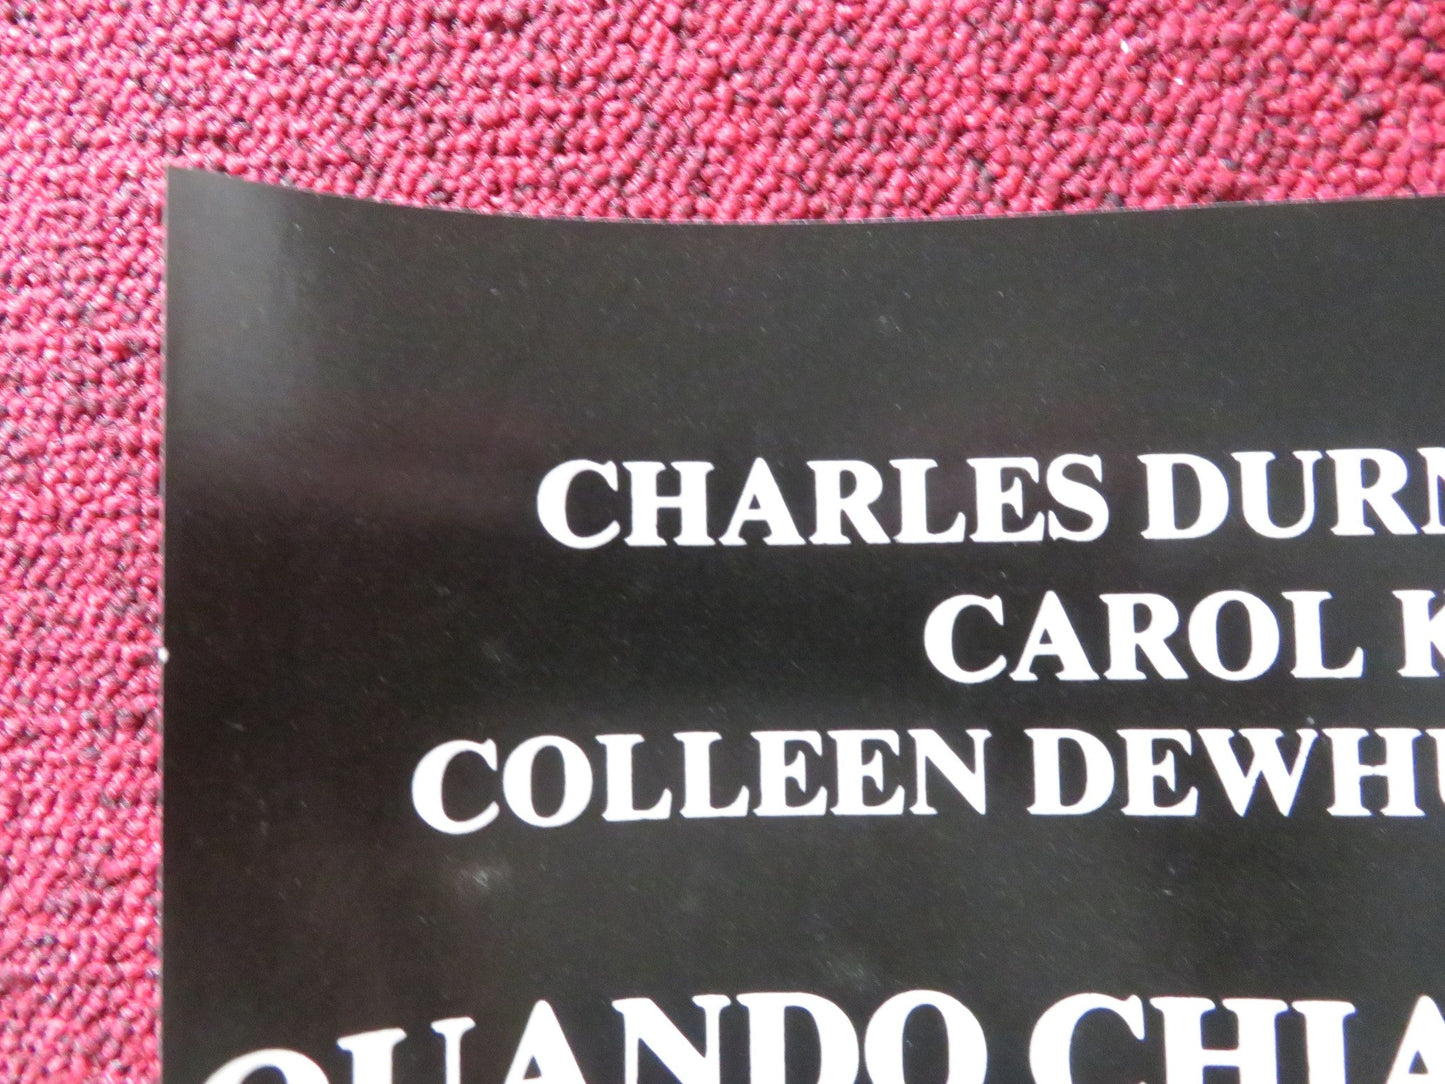 CHARLES DURN
CAROL K
COLLEEN DEWHU
QUANDO CHIA